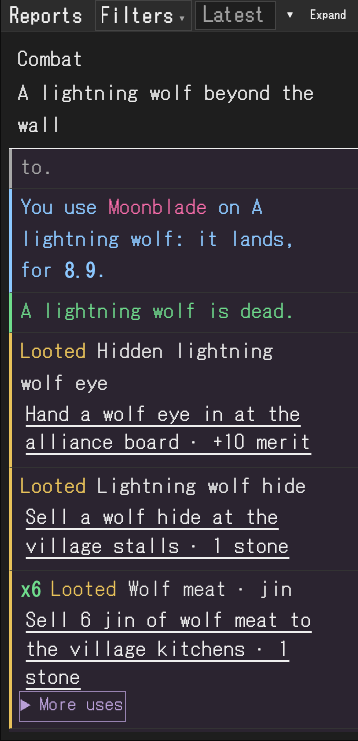 Reports Filters ▾ Latest ▾ Expand
Combat
A lightning wolf beyond the
wall
to.
You use Moonblade on A
lightning wolf: it lands,
for 8.9.
A lightning wolf is dead.
Looted Hidden lightning
wolf eye
Hand a wolf eye in at the
alliance board · +10 merit
Looted Lightning wolf hide
Sell a wolf hide at the
village stalls · 1 stone
x6 Looted Wolf meat · jin
Sell 6 jin of wolf meat to
the village kitchens · 1
stone
▶ More uses